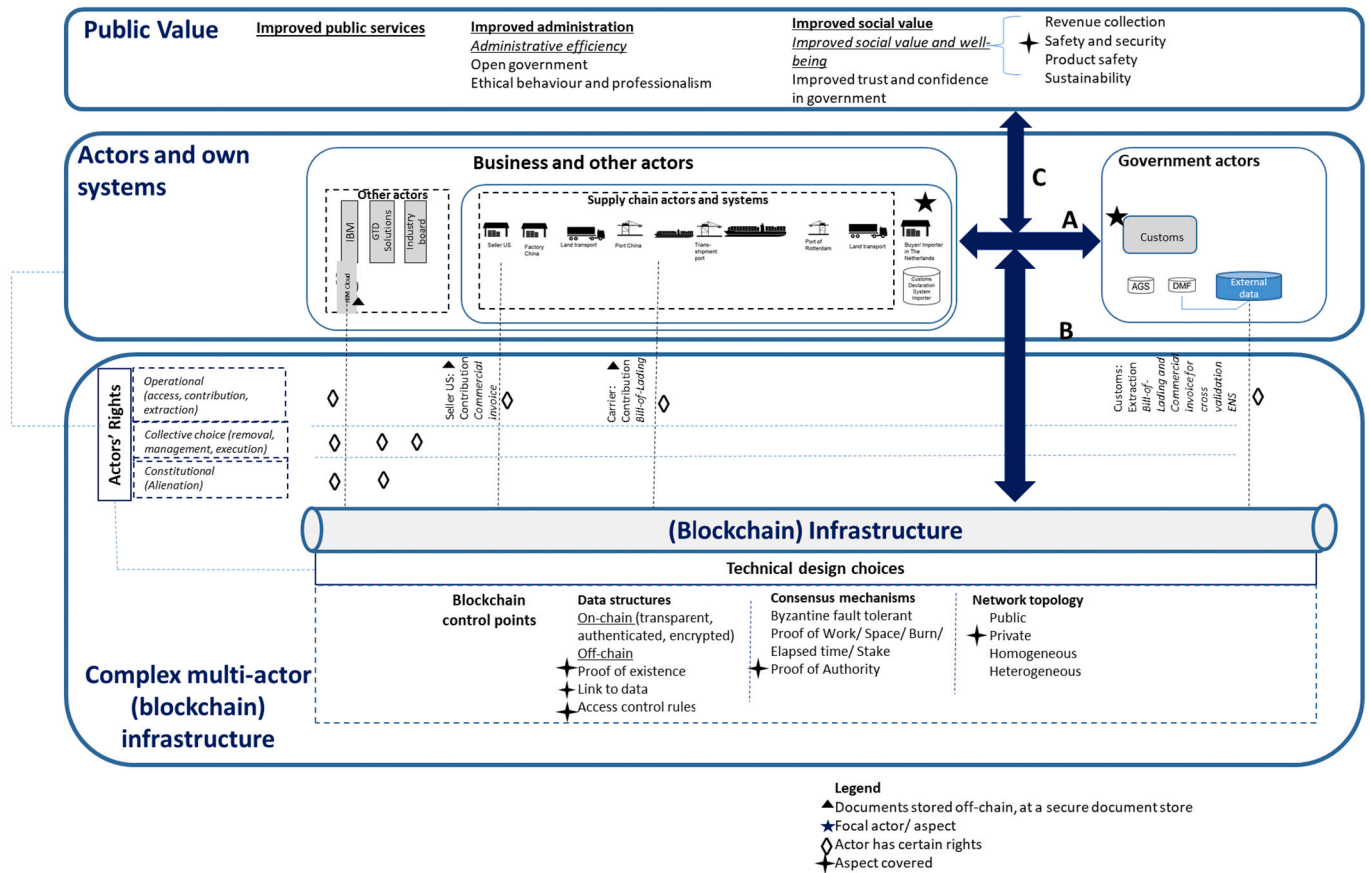 Public Value
Improved public services
Improved administration
Administrative efficiency
Open government
Ethical behaviour and professionalism
Improved social value
Improved social value and well-
being
Improved trust and confidence
in government
Revenue collection
Safety and security
Product safety
Sustainability
Actors and own
systems
Business and other actors
Other actors
IBM
GTD
Solutions
Industry
board
IBM Cloud
Supply chain actors and systems
Seller US
Factory
China
Land transport
Port China
Trans-
shipment
port
Port of
Rotterdam
Land transport
Buyer/ Importer
in The
Netherlands
Customs
Declaration
System
Importer
C
A
B
Government actors
Customs
AGS
DMF
External
data
Actors' Rights
Operational
(access, contribution,
extraction)
Collective choice (removal,
management, execution)
Constitutional
(Alienation)
Seller US:
Contribution
Commercial
invoice
Carrier:
Contribution
Bill-of-Lading
Customs:
Extraction
Bill-of-
Lading and
Commercial
invoice for
cross
validation
ENS
(Blockchain) Infrastructure
Technical design choices
Blockchain
control points
Data structures
On-chain (transparent,
authenticated, encrypted)
Off-chain
Proof of existence
Link to data
Access control rules
Consensus mechanisms
Byzantine fault tolerant
Proof of Work/ Space/ Burn/
Elapsed time/ Stake
Proof of Authority
Network topology
Public
Private
Homogeneous
Heterogeneous
Complex multi-actor
(blockchain)
infrastructure
Legend
Documents stored off-chain, at a secure document store
Focal actor/ aspect
Actor has certain rights
Aspect covered